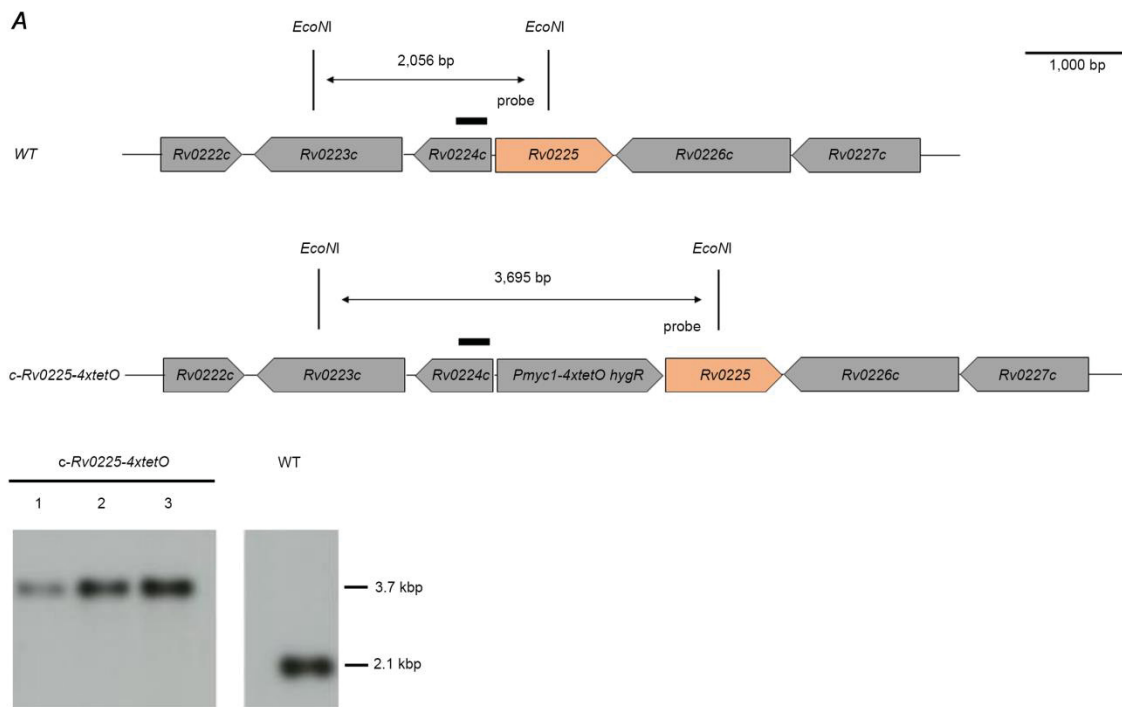 A
EcoNI
EcoNI
2,056 bp
1,000 bp
probe
WT
Rv0222c
Rv0223c
Rv0224c
Rv0225
Rv0226c
Rv0227c
EcoNI
EcoNI
3,695 bp
probe
c-Rv0225-4xtetO
Rv0222c
Rv0223c
Rv0224c
Pmyc1-4xtetO hygR
Rv0225
Rv0226c
Rv0227c
c-Rv0225-4xtetO
WT
1 2 3
3.7 kbp
2.1 kbp